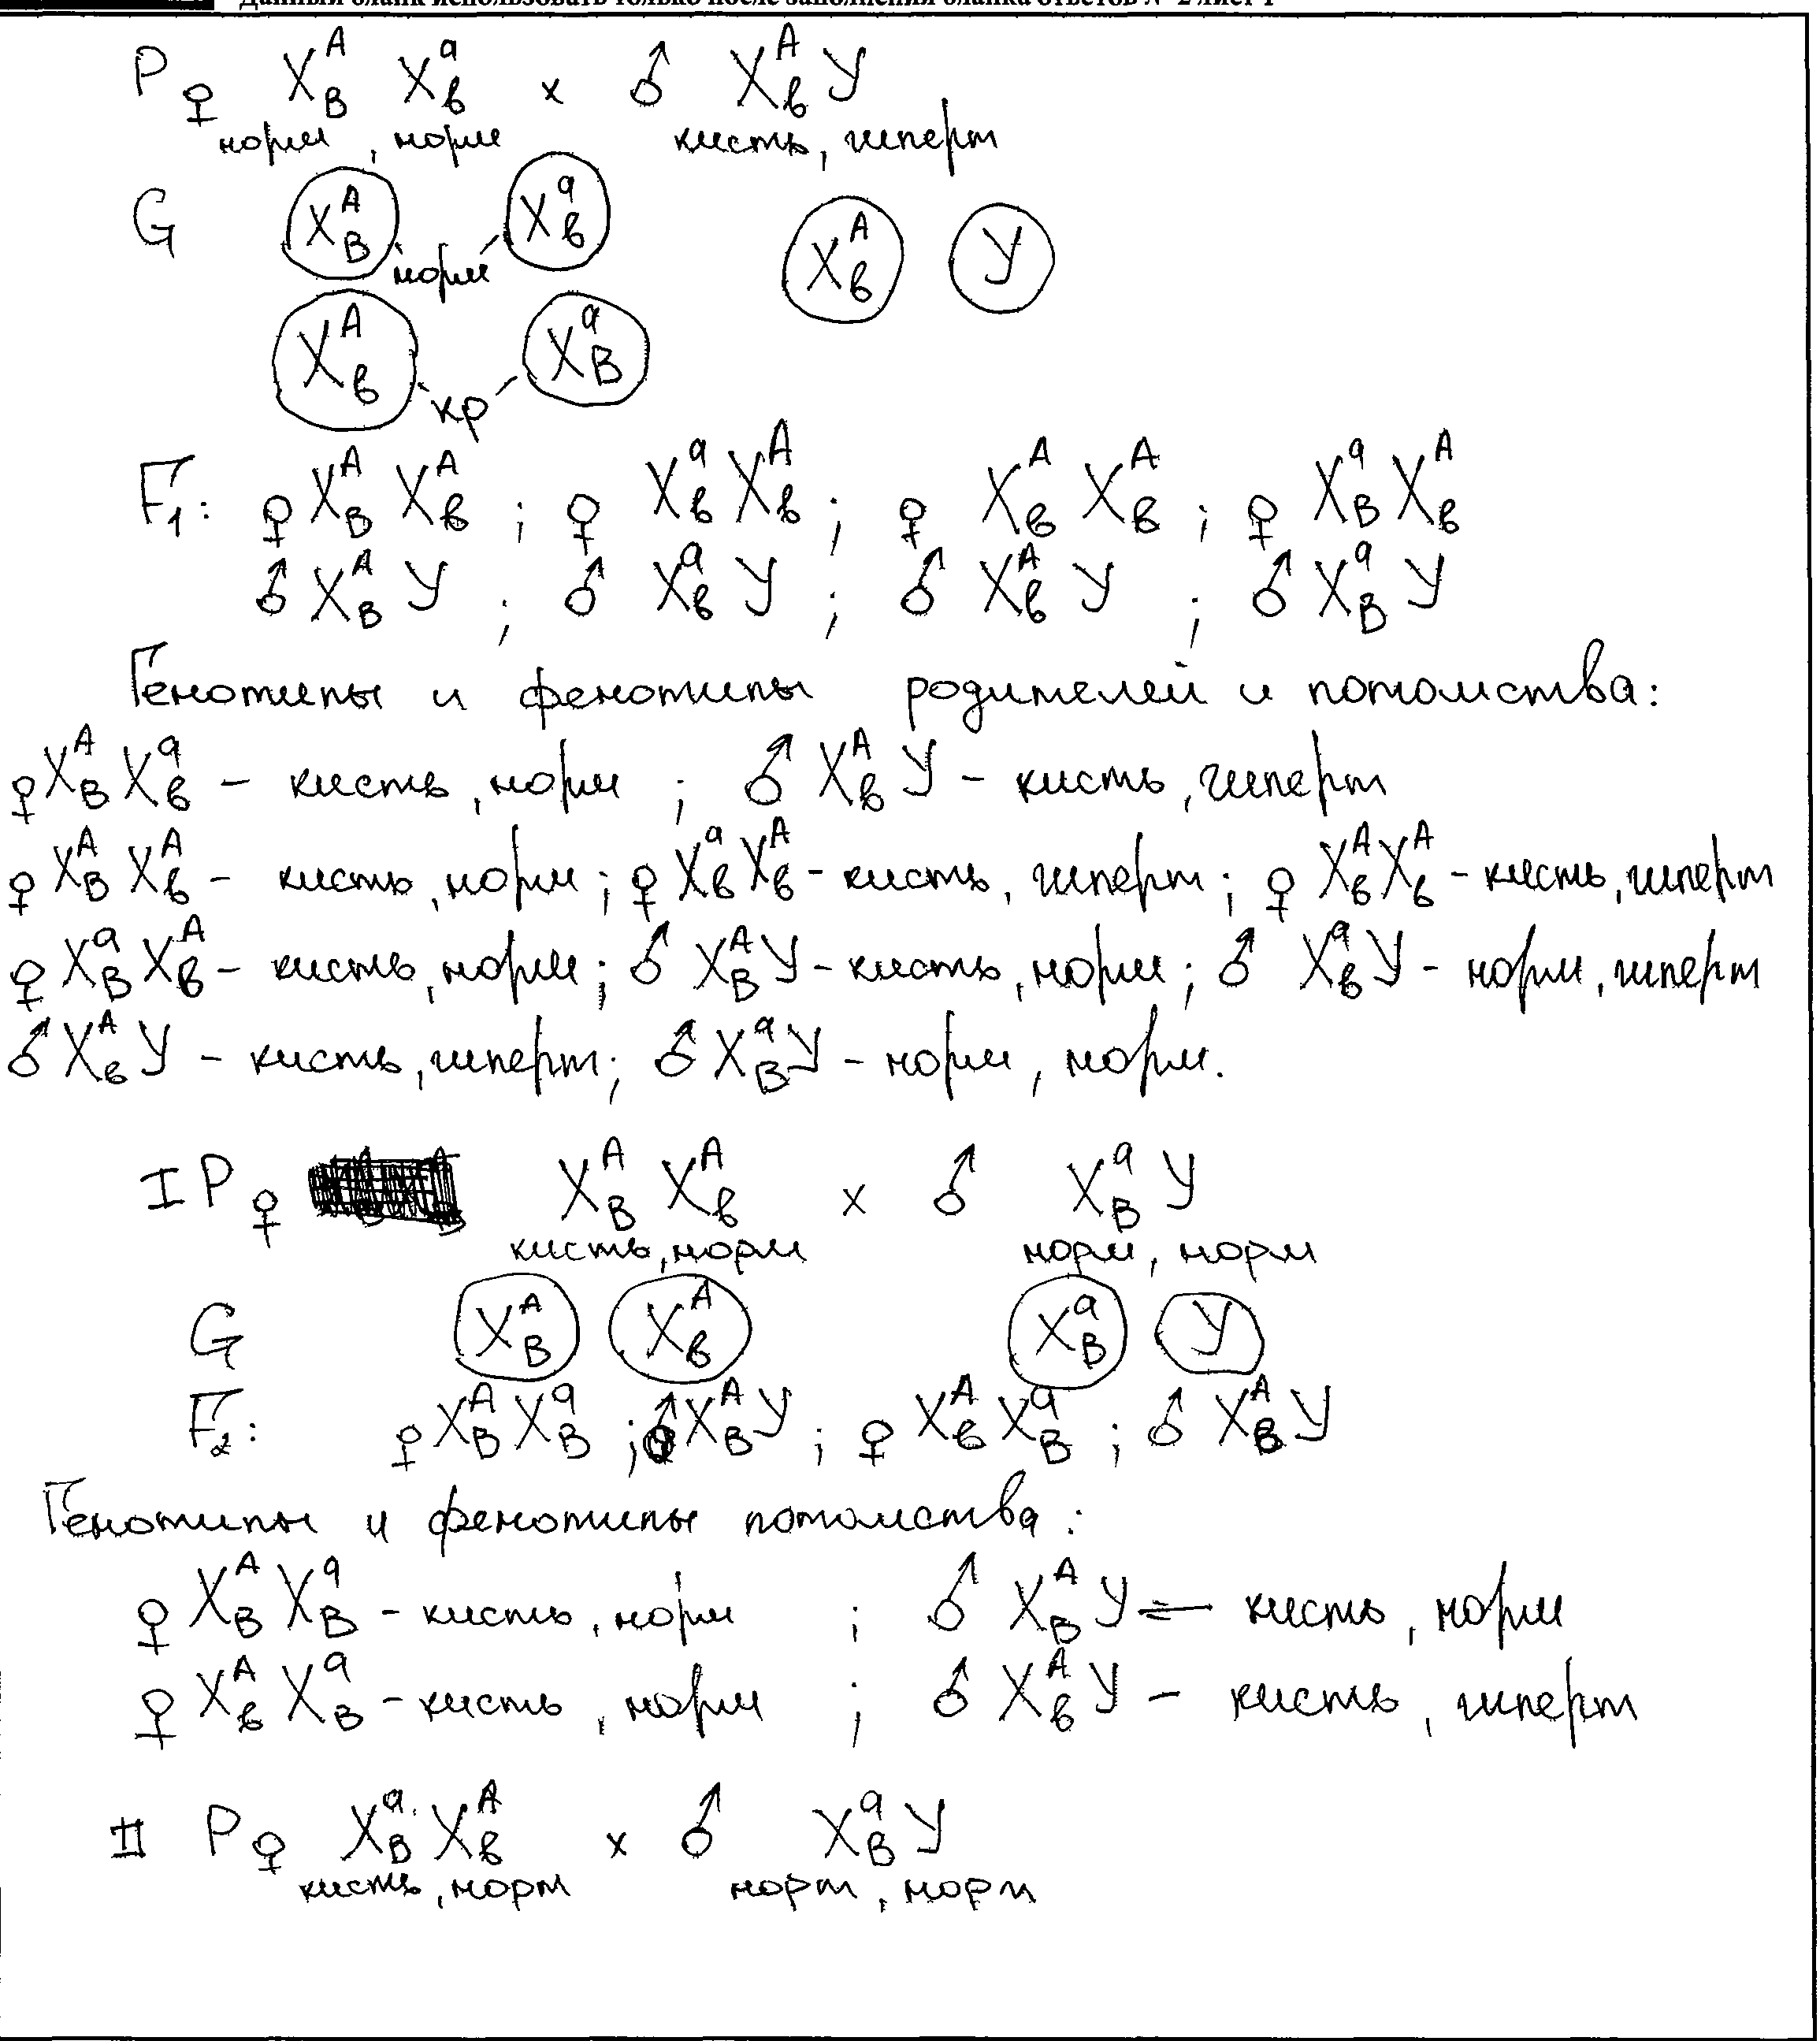 Данный бланк использовать только после заполнения бланка ответов № 2 лист 1
P ♀ X^A_B X^a_b × ♂ X^A_b Y
норм, норм кисть, гиперт
G X^A_B X^a_b X^A_b Y
норм
X^A_b X^a_B
кр
F₁: ♀ X^A_B X^A_b ; ♀ X^a_b X^A_b ; ♀ X^A_b X^A_b ; ♀ X^a_B X^A_b
♂ X^A_B Y ; ♂ X^a_b Y ; ♂ X^A_b Y ; ♂ X^a_B Y
Генотипы и фенотипы родителей и потомства:
♀ X^A_B X^a_b – кисть, норм ; ♂ X^A_b Y – кисть, гиперт
♀ X^A_B X^A_b – кисть, норм; ♀ X^a_b X^A_b – кисть, гиперт; ♀ X^A_b X^A_b – кисть, гиперт
♀ X^a_B X^A_b – кисть, норм; ♂ X^A_B Y – кисть, норм; ♂ X^a_b Y – норм, гиперт
♂ X^A_b Y – кисть, гиперт; ♂ X^a_B Y – норм, норм.
I P ♀ X^A_B X^A_b × ♂ X^a_B Y
кисть, норм норм, норм
G X^A_B X^A_b X^a_B Y
F₂: ♀ X^A_B X^a_B ; ♂ X^A_B Y ; ♀ X^A_b X^a_B ; ♂ X^A_b Y
Генотипы и фенотипы потомства:
♀ X^A_B X^a_B – кисть, норм ; ♂ X^A_B Y – кисть, норм
♀ X^A_b X^a_B – кисть, норм ; ♂ X^A_b Y – кисть, гиперт
II P ♀ X^a_B X^A_b × ♂ X^a_B Y
кисть, норм норм, норм